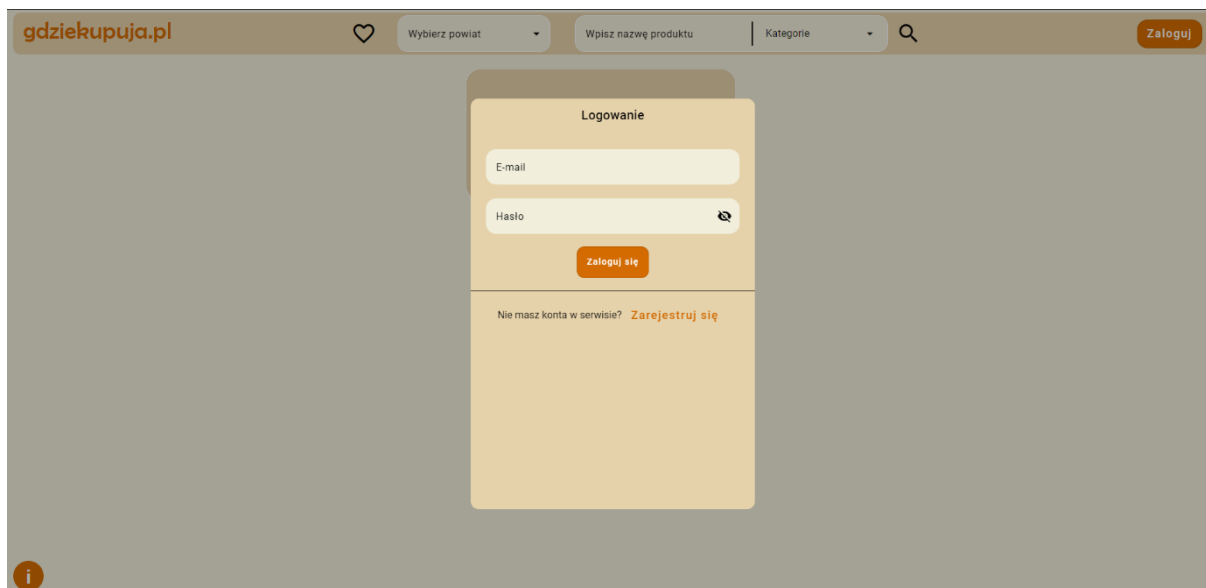 gdziekupuja.pl
Wybierz powiat
Wpisz nazwę produktu
Kategorie
Zaloguj
Logowanie
E-mail
Hasło
Zaloguj się
Nie masz konta w serwisie? Zarejestruj się
i